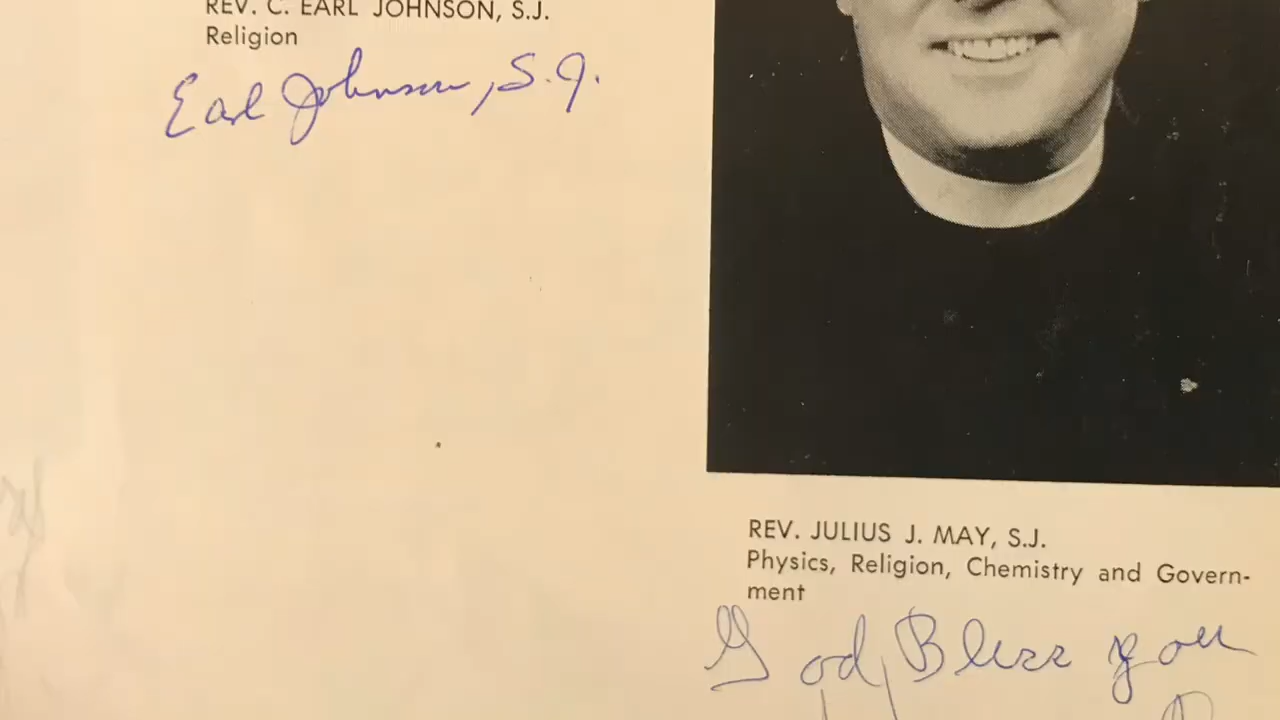 REV. C. EARL JOHNSON, S.J.
Religion
Earl Johnson, S.J.
REV. JULIUS J. MAY, S.J.
Physics, Religion, Chemistry and Govern-
ment
God Bless you